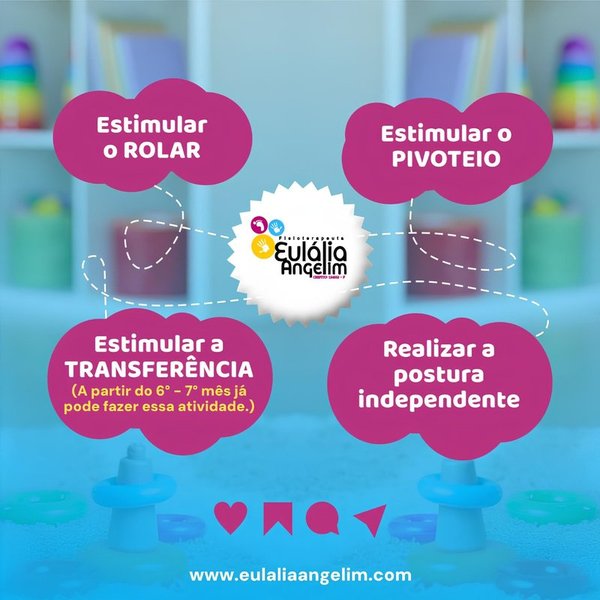 Estimular
o ROLAR
Estimular o
PIVOTEIO
Fisioterapeuta
Eulália
Angelim
Estimular a
TRANSFERÊNCIA
(A partir do 6° - 7° mês já
pode fazer essa atividade.)
Realizar a
postura
independente
www.eulaliaangelim.com